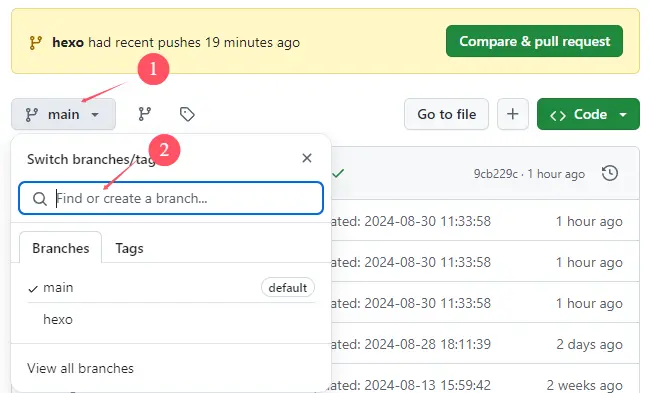 hexo had recent pushes 19 minutes ago
Compare & pull request
1
main
Go to file
Code
2
Switch branches/tag
9cb229c · 1 hour ago
Find or create a branch...
ated: 2024-08-30 11:33:58
1 hour ago
Branches
Tags
ated: 2024-08-30 11:33:58
1 hour ago
main
default
ated: 2024-08-30 11:33:58
1 hour ago
hexo
ated: 2024-08-28 18:11:39
2 days ago
View all branches
ated: 2024-08-13 15:59:42
2 weeks ago